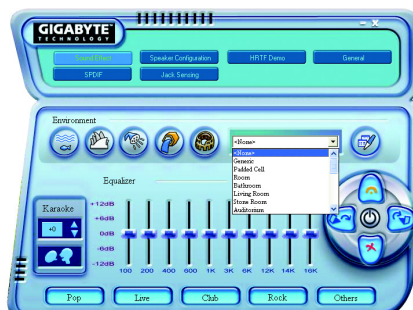 GIGABYTE™
TECHNOLOGY
– X
Sound Effect
Speaker Configuration
HRTF Demo
General
SPDIF
Jack Sensing
Environment
<None>
<None>
Generic
Padded Cell
Room
Bathroom
Living Room
Stone Room
Auditorium
Equalizer
Karaoke
+0
+12dB
+6dB
0dB
-6dB
-12dB
100 200 400 600 1K 3K 6K 12K 14K 16K
Pop
Live
Club
Rock
Others